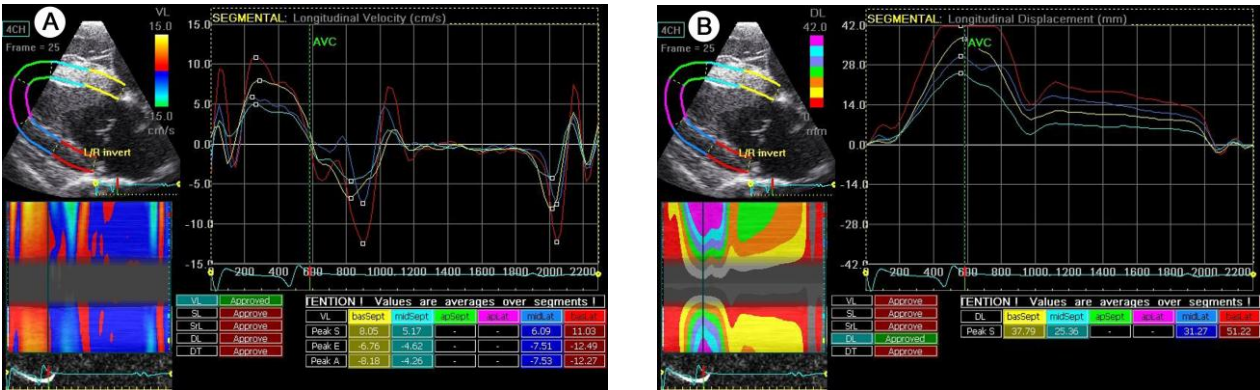 A
4CH
VL
15.0
Frame = 25
-15.0
cm/s
L/R invert
SEGMENTAL: Longitudinal Velocity (cm/s)
15.0
AVC
10.0
5.0
0.0
-5.0
-10.0
-15.0
200 400 600 800 1000 1200 1400 1600 1800 2000 2200
VL Approved
SL Approve
SrL Approve
DL Approve
DT Approve
TENTION ! Values are averages over segments !
VL basSept midSept apSept apLat midLat basLat
Peak S 8.05 5.17 - - 6.09 11.03
Peak E -6.76 -4.62 - - -7.51 -12.49
Peak A -8.18 -4.26 - - -7.53 -12.27
B
4CH
DL
42.0
Frame = 25
0
mm
L/R invert
SEGMENTAL: Longitudinal Displacement (mm)
42.0
AVC
28.0
14.0
0.0
-14.0
-28.0
-42.0
200 400 600 800 1000 1200 1400 1600 1800 2000 2200
VL Approve
SL Approve
SrL Approve
DL Approved
DT Approve
TENTION ! Values are averages over segments !
DL basSept midSept apSept apLat midLat basLat
Peak S 37.79 25.36 - - 31.27 51.22